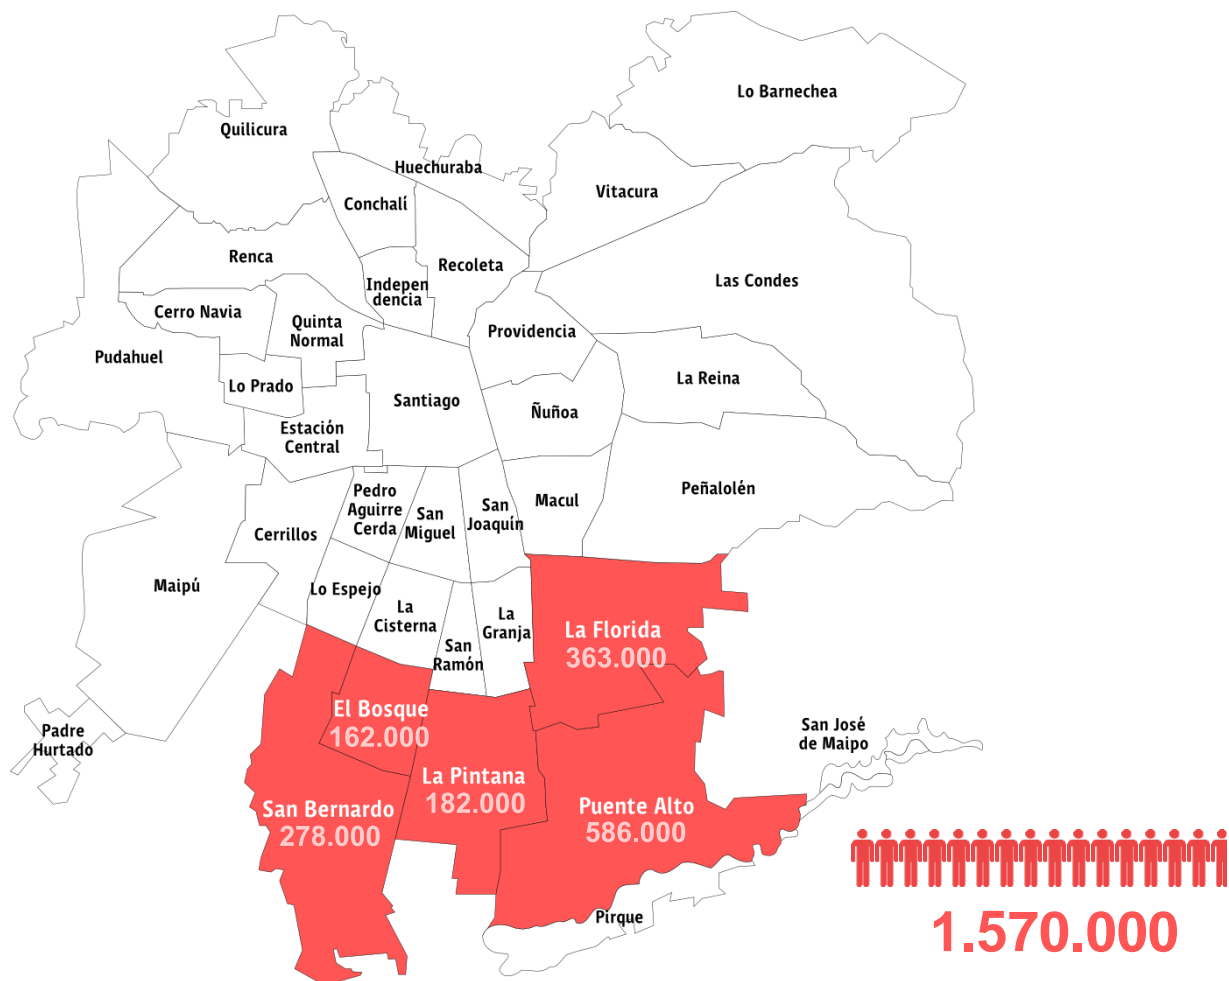 Lo Barnechea
Quilicura
Huechuraba
Vitacura
Conchalí
Renca
Recoleta
Las Condes
Indepen
dencia
Cerro Navia
Quinta
Normal
Providencia
Pudahuel
La Reina
Lo Prado
Santiago
Ñuñoa
Estación
Central
Pedro
Aguirre
Cerda
San
Miguel
San
Joaquín
Macul
Peñalolén
Cerrillos
Maipú
Lo Espejo
La
Cisterna
La
Granja
San
Ramón
La Florida
363.000
El Bosque
162.000
Padre
Hurtado
San José
de Maipo
La Pintana
182.000
San Bernardo
278.000
Puente Alto
586.000
Pirque
1.570.000